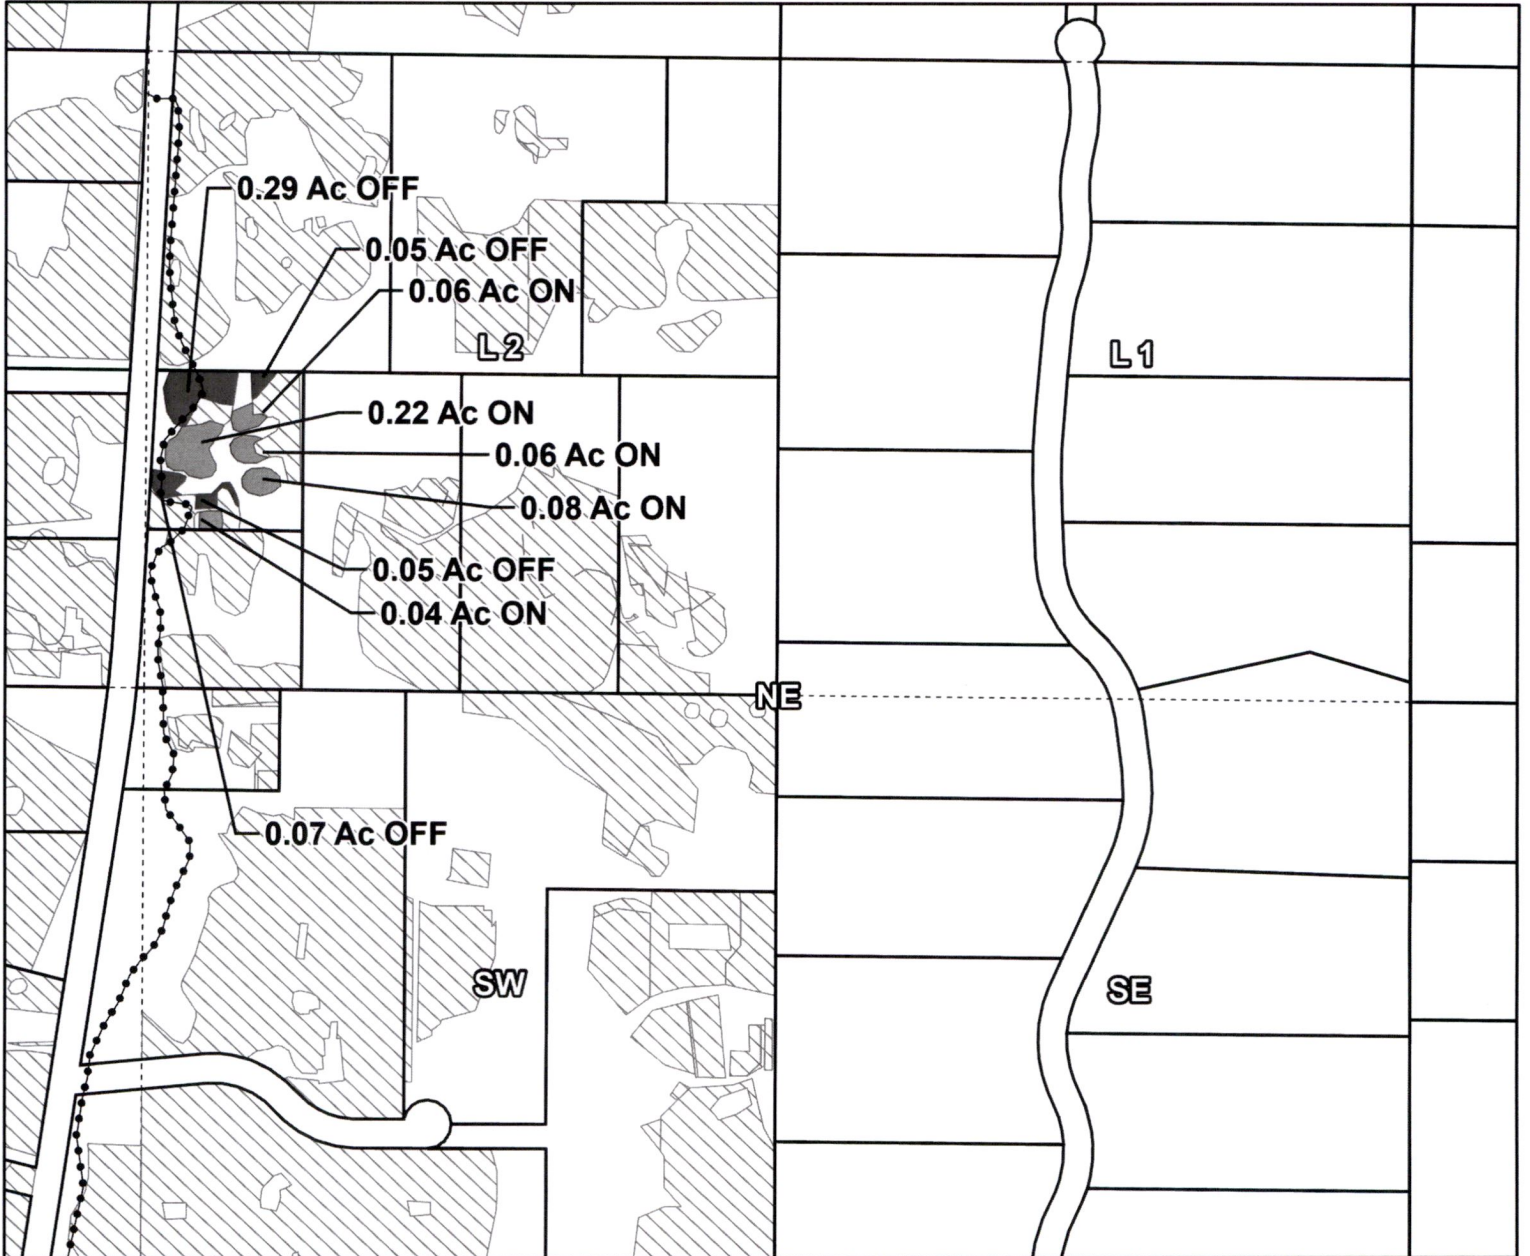 0.29 Ac OFF
0.05 Ac OFF
0.06 Ac ON
L 2
L 1
0.22 Ac ON
0.06 Ac ON
0.08 Ac ON
0.05 Ac OFF
0.04 Ac ON
NE
0.07 Ac OFF
SW
SE